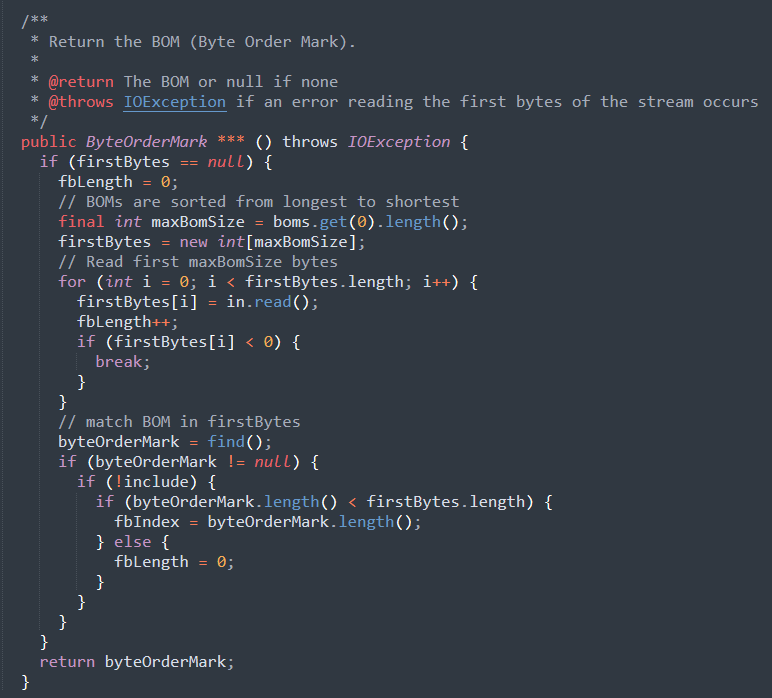 /**
 * Return the BOM (Byte Order Mark).
 *
 * @return The BOM or null if none
 * @throws IOException if an error reading the first bytes of the stream occurs
 */
public ByteOrderMark *** () throws IOException {
  if (firstBytes == null) {
    fbLength = 0;
    // BOMs are sorted from longest to shortest
    final int maxBomSize = boms.get(0).length();
    firstBytes = new int[maxBomSize];
    // Read first maxBomSize bytes
    for (int i = 0; i < firstBytes.length; i++) {
      firstBytes[i] = in.read();
      fbLength++;
      if (firstBytes[i] < 0) {
        break;
      }
    }
    // match BOM in firstBytes
    byteOrderMark = find();
    if (byteOrderMark != null) {
      if (!include) {
        if (byteOrderMark.length() < firstBytes.length) {
          fbIndex = byteOrderMark.length();
        } else {
          fbLength = 0;
        }
      }
    }
  }
  return byteOrderMark;
}